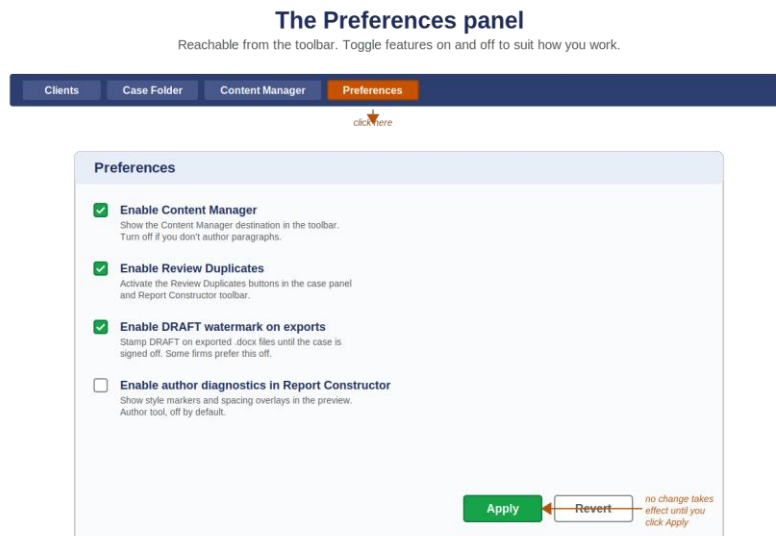 The Preferences panel
Reachable from the toolbar. Toggle features on and off to suit how you work.
Clients Case Folder Content Manager Preferences
click here
Preferences
Enable Content Manager
Show the Content Manager destination in the toolbar.
Turn off if you don't author paragraphs.
Enable Review Duplicates
Activate the Review Duplicates buttons in the case panel
and Report Constructor toolbar.
Enable DRAFT watermark on exports
Stamp DRAFT on exported .docx files until the case is
signed off. Some firms prefer this off.
Enable author diagnostics in Report Constructor
Show style markers and spacing overlays in the preview.
Author tool, off by default.
Apply Revert
no change takes
effect until you
click Apply